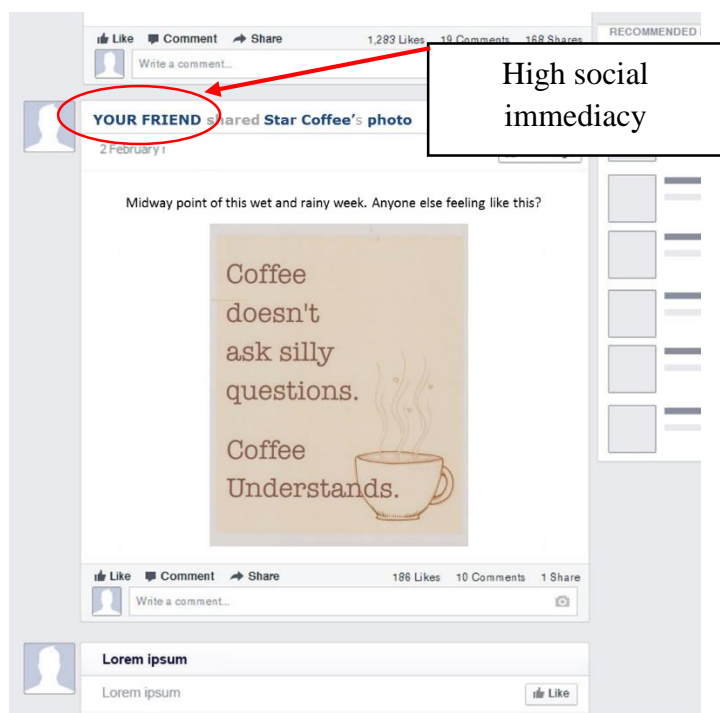 Like Comment Share 1,283 Likes 19 Comments 168 Shares
RECOMMENDED
Write a comment...
High social
immediacy
YOUR FRIEND shared Star Coffee's photo
2 February
Midway point of this wet and rainy week. Anyone else feeling like this?
Coffee
doesn't
ask silly
questions.
Coffee
Understands.
Like Comment Share 186 Likes 10 Comments 1 Share
Write a comment...
Lorem ipsum
Lorem ipsum
Like